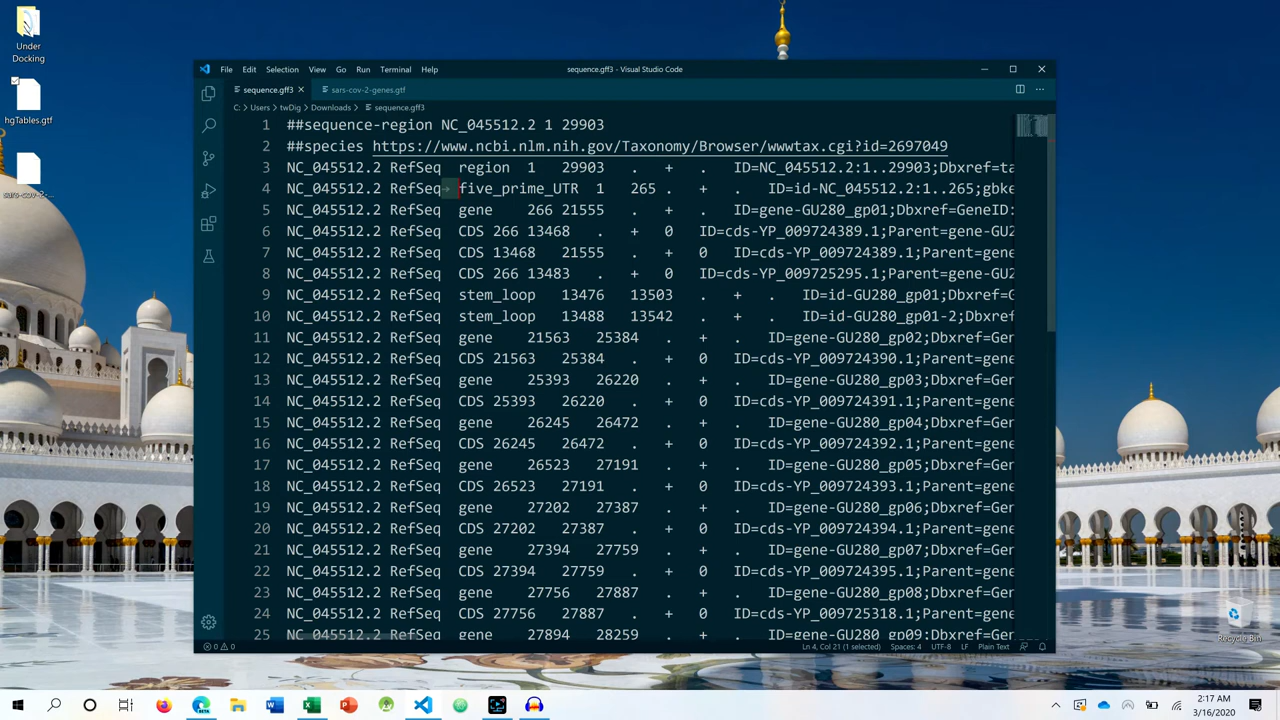 Under
Docking
hgTables.gtf
sars-cov-2-...
File Edit Selection View Go Run Terminal Help
sequence.gff3 - Visual Studio Code
sequence.gff3
sars-cov-2-genes.gtf
C: > Users > twDig > Downloads > sequence.gff3
1 ##sequence-region NC_045512.2 1 29903
2 ##species https://www.ncbi.nlm.nih.gov/Taxonomy/Browser/wwwtax.cgi?id=2697049
3 NC_045512.2 RefSeq region 1 29903 . + . ID=NC_045512.2:1..29903;Dbxref=ta
4 NC_045512.2 RefSeq five_prime_UTR 1 265 . + . ID=id-NC_045512.2:1..265;gbke
5 NC_045512.2 RefSeq gene 266 21555 . + . ID=gene-GU280_gp01;Dbxref=GeneID:
6 NC_045512.2 RefSeq CDS 266 13468 . + 0 ID=cds-YP_009724389.1;Parent=gene-GU2
7 NC_045512.2 RefSeq CDS 13468 21555 . + 0 ID=cds-YP_009724389.1;Parent=gene
8 NC_045512.2 RefSeq CDS 266 13483 . + 0 ID=cds-YP_009725295.1;Parent=gene-GU2
9 NC_045512.2 RefSeq stem_loop 13476 13503 . + . ID=id-GU280_gp01;Dbxref=G
10 NC_045512.2 RefSeq stem_loop 13488 13542 . + . ID=id-GU280_gp01-2;Dbxref
11 NC_045512.2 RefSeq gene 21563 25384 . + . ID=gene-GU280_gp02;Dbxref=Gen
12 NC_045512.2 RefSeq CDS 21563 25384 . + 0 ID=cds-YP_009724390.1;Parent=gene
13 NC_045512.2 RefSeq gene 25393 26220 . + . ID=gene-GU280_gp03;Dbxref=Gen
14 NC_045512.2 RefSeq CDS 25393 26220 . + 0 ID=cds-YP_009724391.1;Parent=gene
15 NC_045512.2 RefSeq gene 26245 26472 . + . ID=gene-GU280_gp04;Dbxref=Gen
16 NC_045512.2 RefSeq CDS 26245 26472 . + 0 ID=cds-YP_009724392.1;Parent=gene
17 NC_045512.2 RefSeq gene 26523 27191 . + . ID=gene-GU280_gp05;Dbxref=Gen
18 NC_045512.2 RefSeq CDS 26523 27191 . + 0 ID=cds-YP_009724393.1;Parent=gene
19 NC_045512.2 RefSeq gene 27202 27387 . + . ID=gene-GU280_gp06;Dbxref=Gen
20 NC_045512.2 RefSeq CDS 27202 27387 . + 0 ID=cds-YP_009724394.1;Parent=gene
21 NC_045512.2 RefSeq gene 27394 27759 . + . ID=gene-GU280_gp07;Dbxref=Gen
22 NC_045512.2 RefSeq CDS 27394 27759 . + 0 ID=cds-YP_009724395.1;Parent=gene
23 NC_045512.2 RefSeq gene 27756 27887 . + . ID=gene-GU280_gp08;Dbxref=Gen
24 NC_045512.2 RefSeq CDS 27756 27887 . + 0 ID=cds-YP_009725318.1;Parent=gene
25 NC_045512.2 RefSeq gene 27894 28259 . + . ID=gene-GU280_gp09;Dbxref=Gen
0 0 Ln 4, Col 21 (1 selected) Spaces: 4 UTF-8 LF Plain Text
Recycle Bin
BETA
2:17 AM
3/16/2020